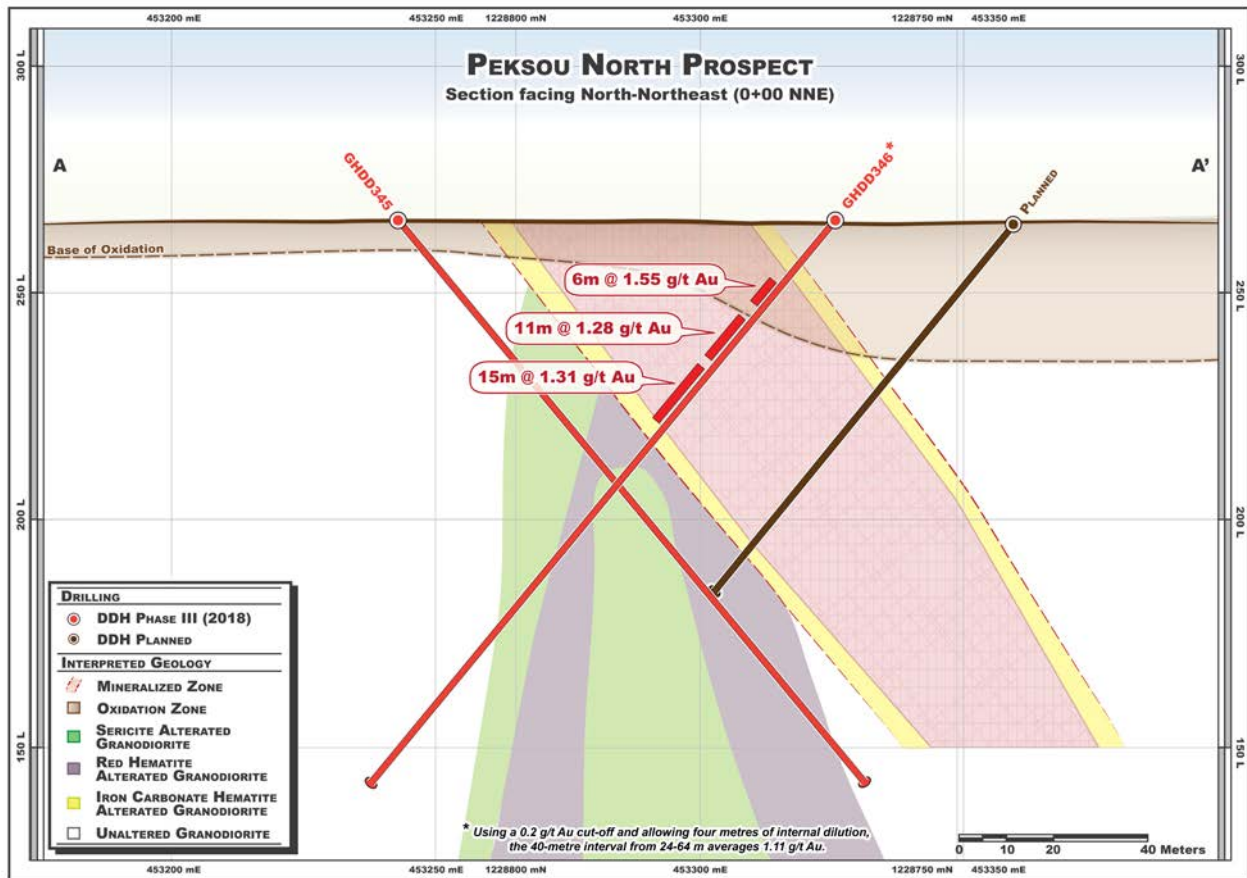 453200 mE
453250 mE
1228800 mN
453300 mE
1228750 mN
453350 mE
PEKSOU NORTH PROSPECT
Section facing North-Northeast (0+00 NNE)
300 L
300 L
A
A'
GHDD345
GHDD346*
PLANNED
Base of Oxidation
6m @ 1.55 g/t Au
250 L
250 L
11m @ 1.28 g/t Au
15m @ 1.31 g/t Au
200 L
200 L
DRILLING
DDH PHASE III (2018)
DDH PLANNED
INTERPRETED GEOLOGY
MINERALIZED ZONE
OXIDATION ZONE
SERICITE ALTERATED
GRANODIORITE
RED HEMATITE
ALTERATED GRANODIORITE
IRON CARBONATE HEMATITE
ALTERATED GRANODIORITE
UNALTERED GRANODIORITE
150 L
150 L
* Using a 0.2 g/t Au cut-off and allowing four metres of internal dilution,
the 40-metre interval from 24-64 m averages 1.11 g/t Au.
0 10 20 40 Meters
453200 mE
453250 mE
1228800 mN
453300 mE
1228750 mN
453350 mE